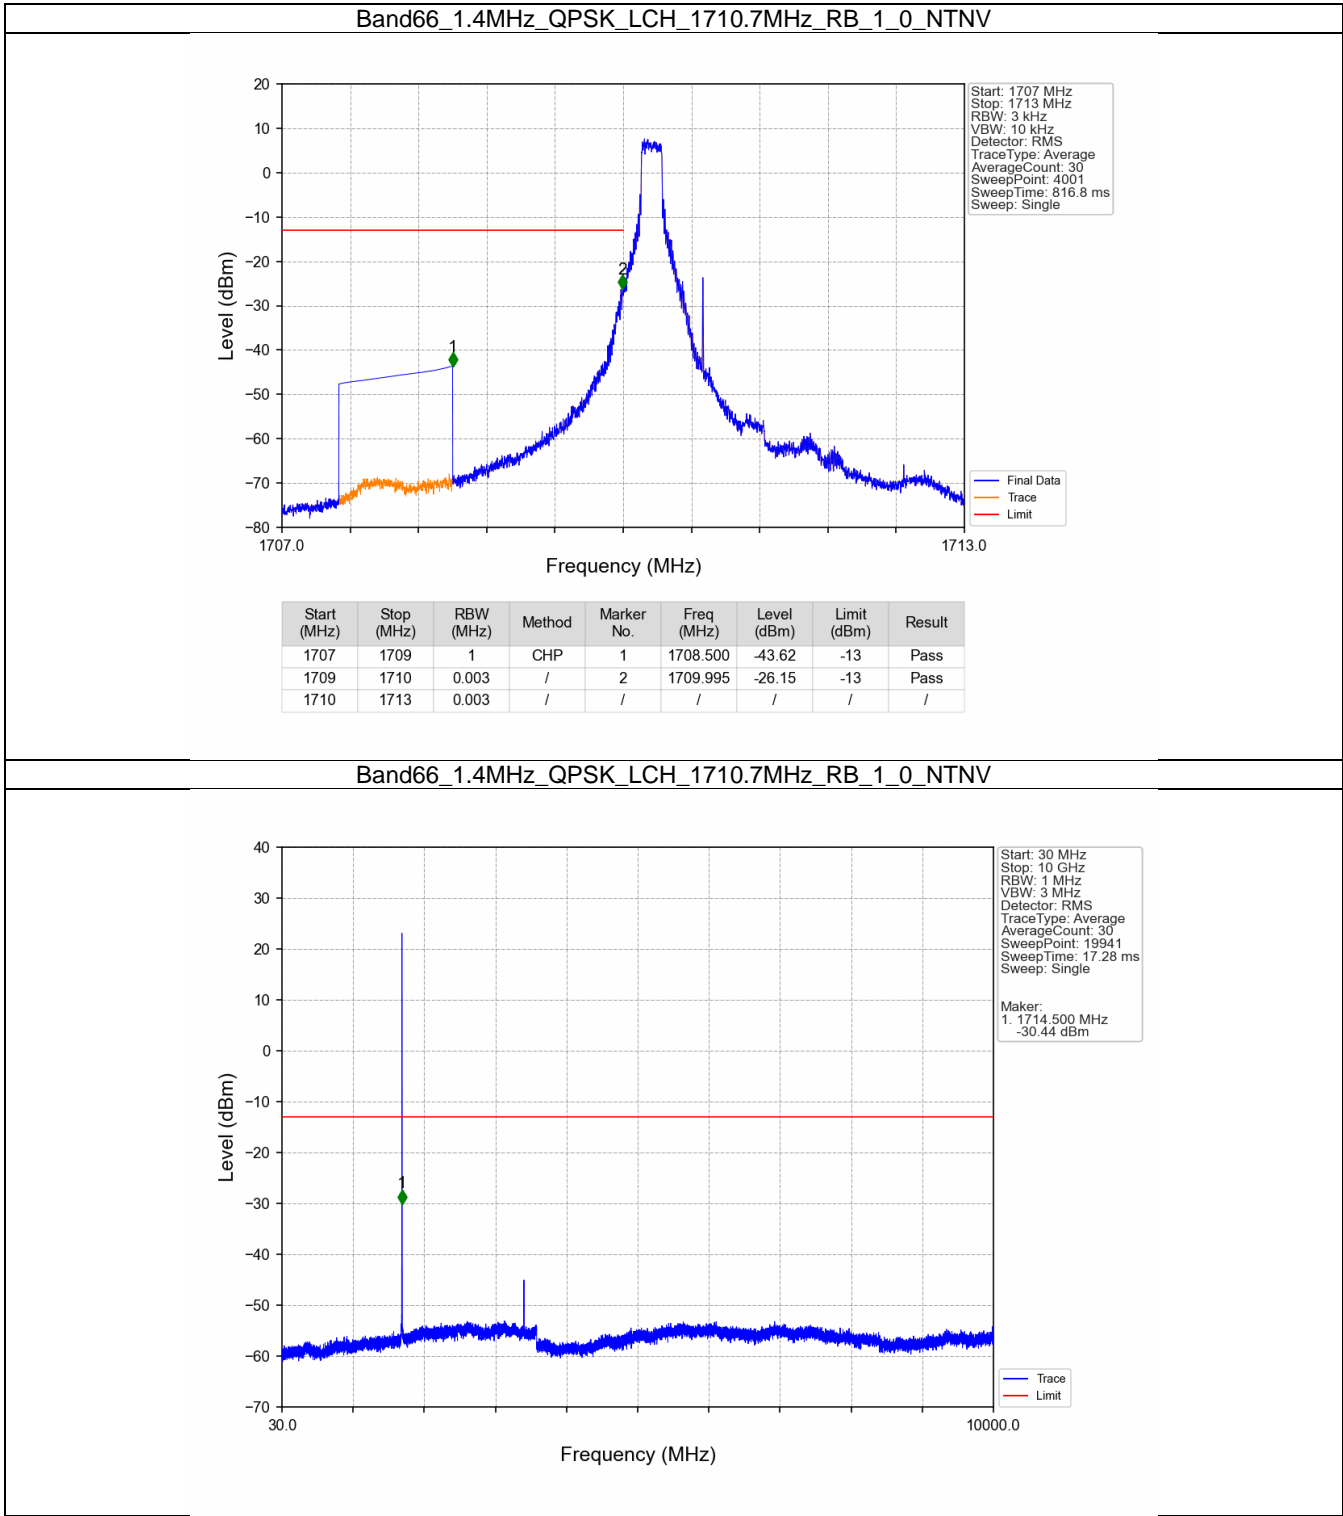 Band66_1.4MHz_QPSK_LCH_1710.7MHz_RB_1_0_NTNV
20
10
0
−10
−20
−30
−40
−50
−60
−70
−80
Level (dBm)
1
2
1707.0
1713.0
Frequency (MHz)
Start: 1707 MHz
Stop: 1713 MHz
RBW: 3 kHz
VBW: 10 kHz
Detector: RMS
TraceType: Average
AverageCount: 30
SweepPoint: 4001
SweepTime: 816.8 ms
Sweep: Single
Final Data
Trace
Limit
Start (MHz) Stop (MHz) RBW (MHz) Method Marker No. Freq (MHz) Level (dBm) Limit (dBm) Result
1707 1709 1 CHP 1 1708.500 -43.62 -13 Pass
1709 1710 0.003 / 2 1709.995 -26.15 -13 Pass
1710 1713 0.003 / / / / / /
Band66_1.4MHz_QPSK_LCH_1710.7MHz_RB_1_0_NTNV
40
30
20
10
0
−10
−20
−30
−40
−50
−60
−70
Level (dBm)
1
30.0
10000.0
Frequency (MHz)
Start: 30 MHz
Stop: 10 GHz
RBW: 1 MHz
VBW: 3 MHz
Detector: RMS
TraceType: Average
AverageCount: 30
SweepPoint: 19941
SweepTime: 17.28 ms
Sweep: Single
Maker:
1. 1714.500 MHz
-30.44 dBm
Trace
Limit